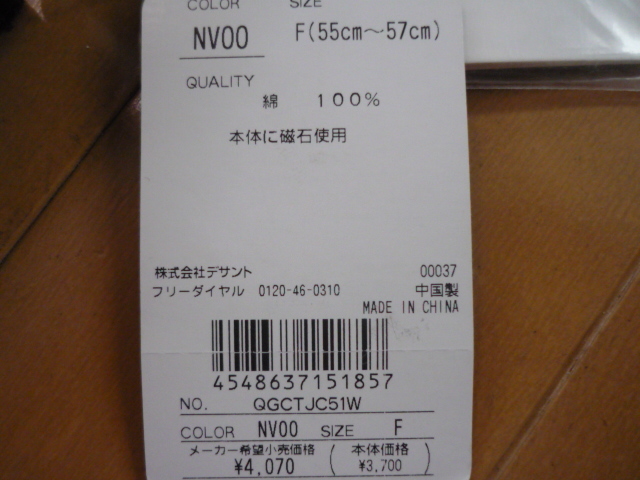 COLOR SIZE
NV00 F(55cm～57cm)
QUALITY
綿 100%
本体に磁石使用
株式会社デサント 00037
フリーダイヤル 0120-46-0310 中国製
MADE IN CHINA
4548637151857
NO. QGCTJC51W
COLOR NV00 SIZE F
メーカー希望小売価格 (本体価格
¥4,070 ¥3,700)